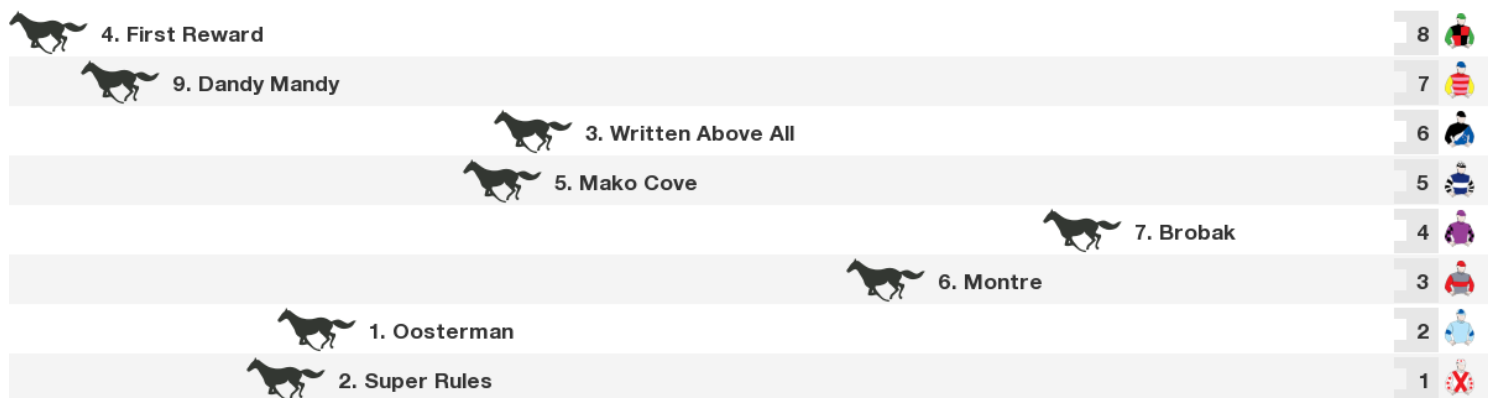 4. First Reward 8
9. Dandy Mandy 7
3. Written Above All 6
5. Mako Cove 5
7. Brobak 4
6. Montre 3
1. Oosterman 2
2. Super Rules 1